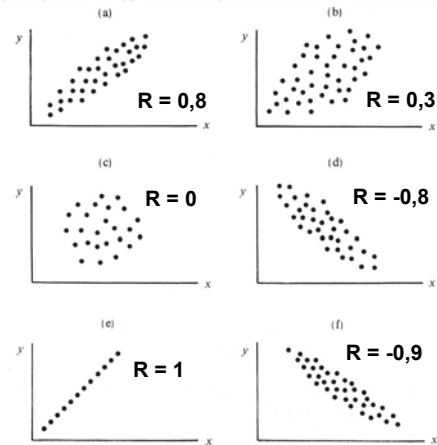 (a)
y
R = 0,8
x
(b)
y
R = 0,3
x
(c)
y
R = 0
x
(d)
y
R = -0,8
x
(e)
y
R = 1
x
(f)
y
R = -0,9
x